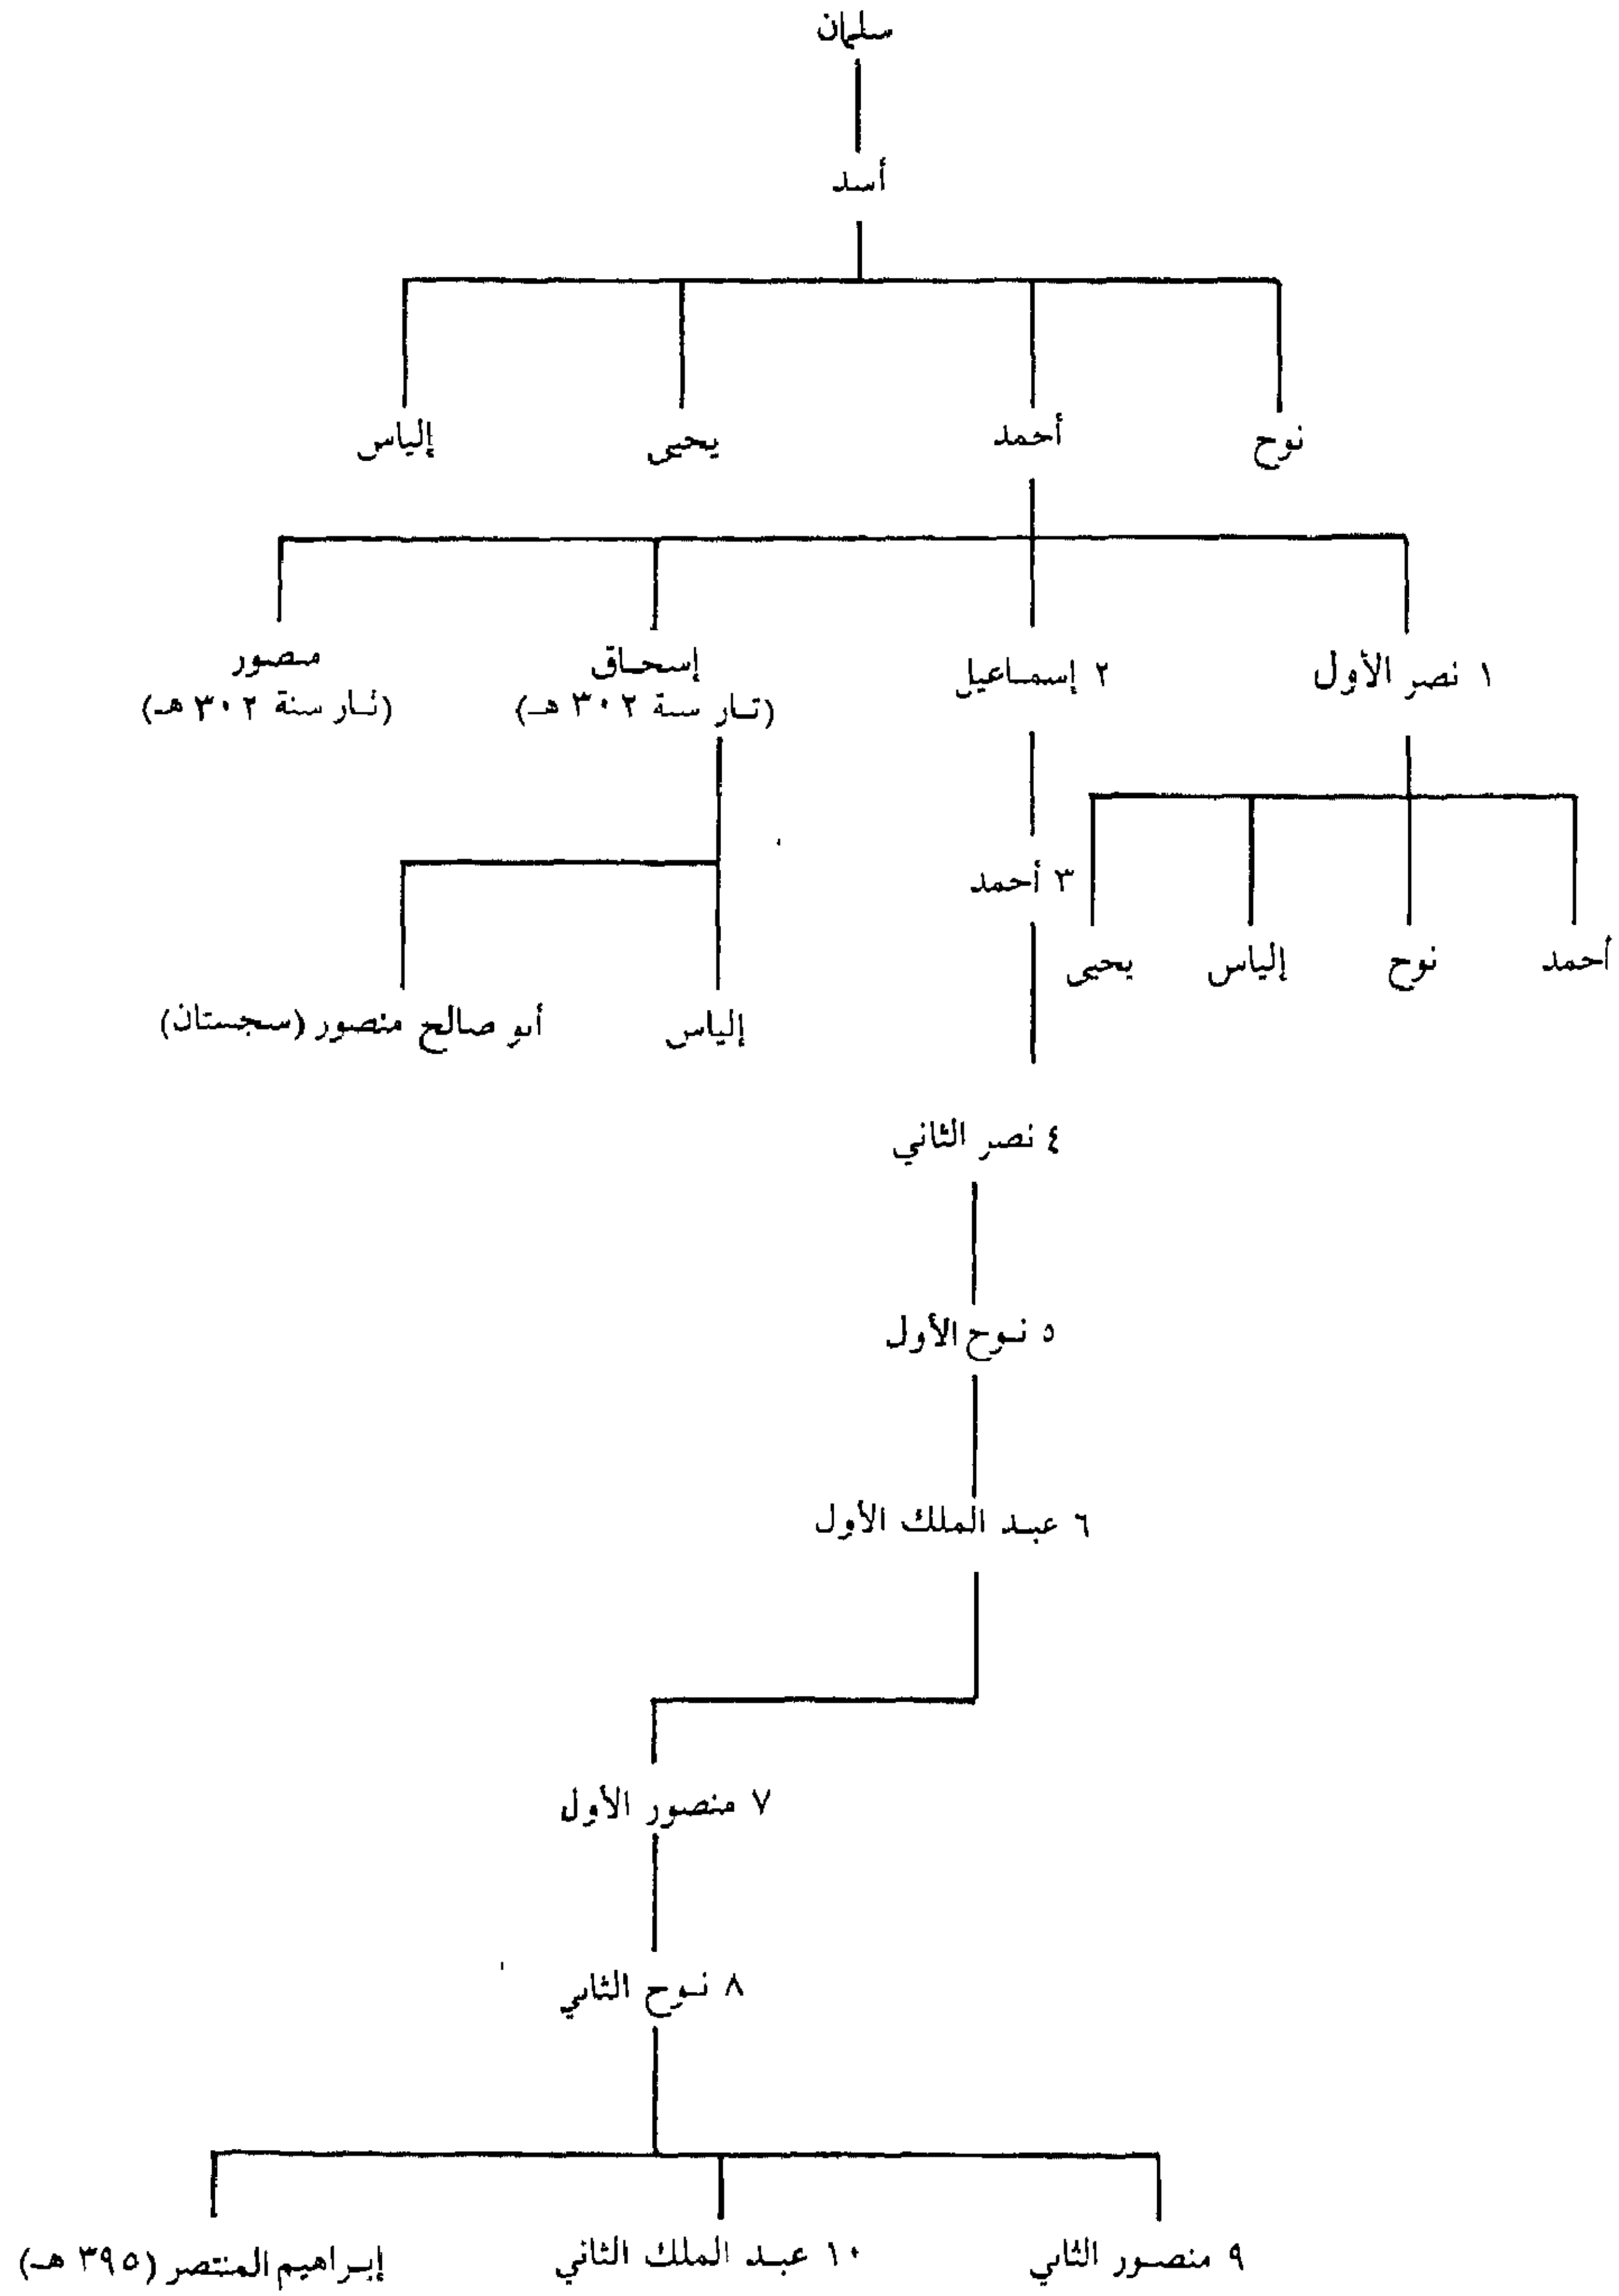 سلمان
أسد
نوح
أحمد
يحيى
إلياس
١ نصر الأول
٢ إسماعيل
إسحاق
(ثار سنة ٣٠٢ هـ)
منصور
(ثار سنة ٣٠٢ هـ)
٣ أحمد
أحمد
نوح
إلياس
يحيى
إلياس
أبو صالح منصور (سجستان)
٤ نصر الثاني
٥ نوح الأول
٦ عبد الملك الأول
٧ منصور الأول
٨ نوح الثاني
٩ منصور الثاني
١٠ عبد الملك الثاني
إبراهيم المنتصر (٣٩٥ هـ)